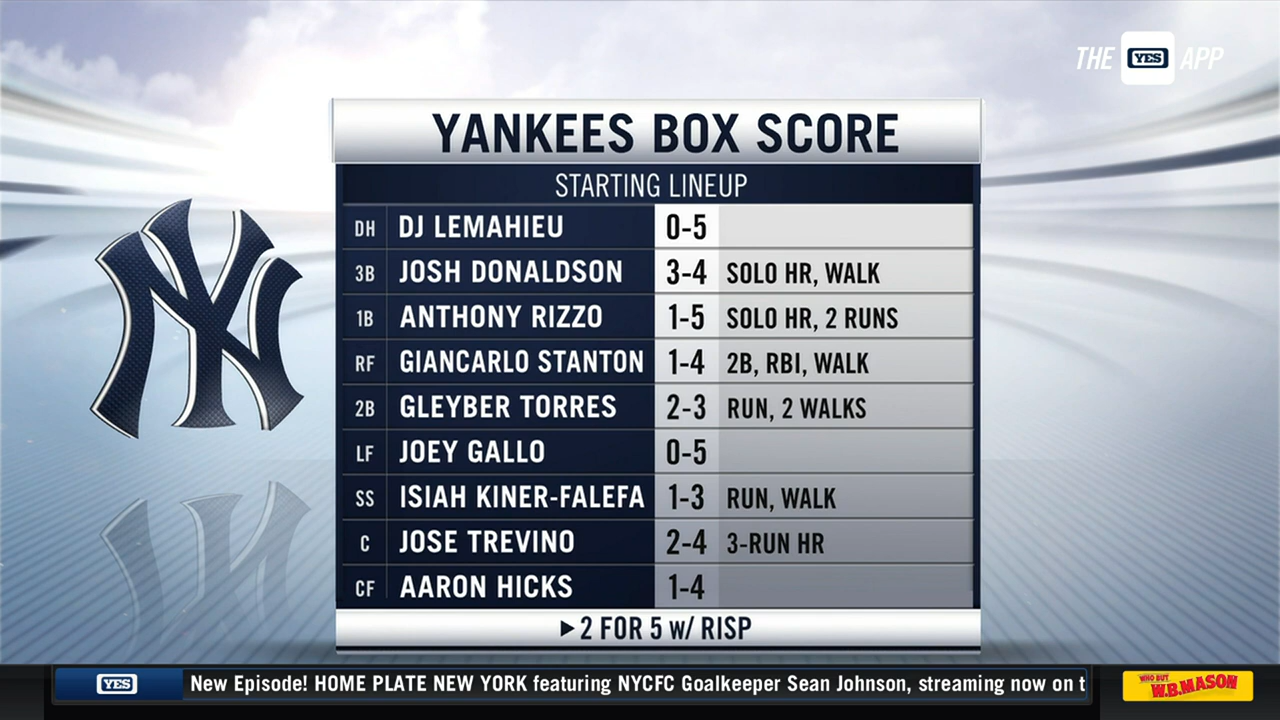 THE YES APP
YANKEES BOX SCORE
STARTING LINEUP
DH DJ LEMAHIEU 0-5
3B JOSH DONALDSON 3-4 SOLO HR, WALK
1B ANTHONY RIZZO 1-5 SOLO HR, 2 RUNS
RF GIANCARLO STANTON 1-4 2B, RBI, WALK
2B GLEYBER TORRES 2-3 RUN, 2 WALKS
LF JOEY GALLO 0-5
SS ISIAH KINER-FALEFA 1-3 RUN, WALK
C JOSE TREVINO 2-4 3-RUN HR
CF AARON HICKS 1-4
▶2 FOR 5 w/ RISP
NY
YES New Episode! HOME PLATE NEW YORK featuring NYCFC Goalkeeper Sean Johnson, streaming now on t
WHO BUT
W.B. MASON